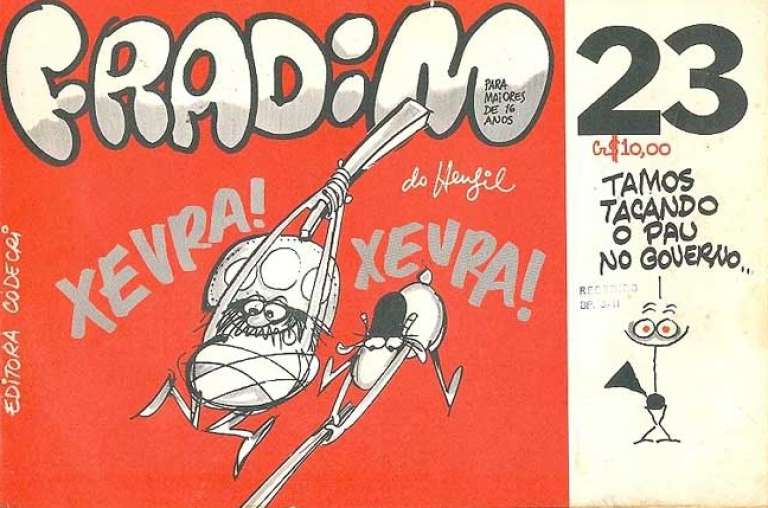 FRADiM
PARA
MAIORES
DE 16
ANOS
do Henfil
XEVRA!
XEVRA!
EDITORA CODECRI
23
Cr$10,00
TAMOS
TACANDO
O PAU
NO GOVERNO...
RECEBIDO